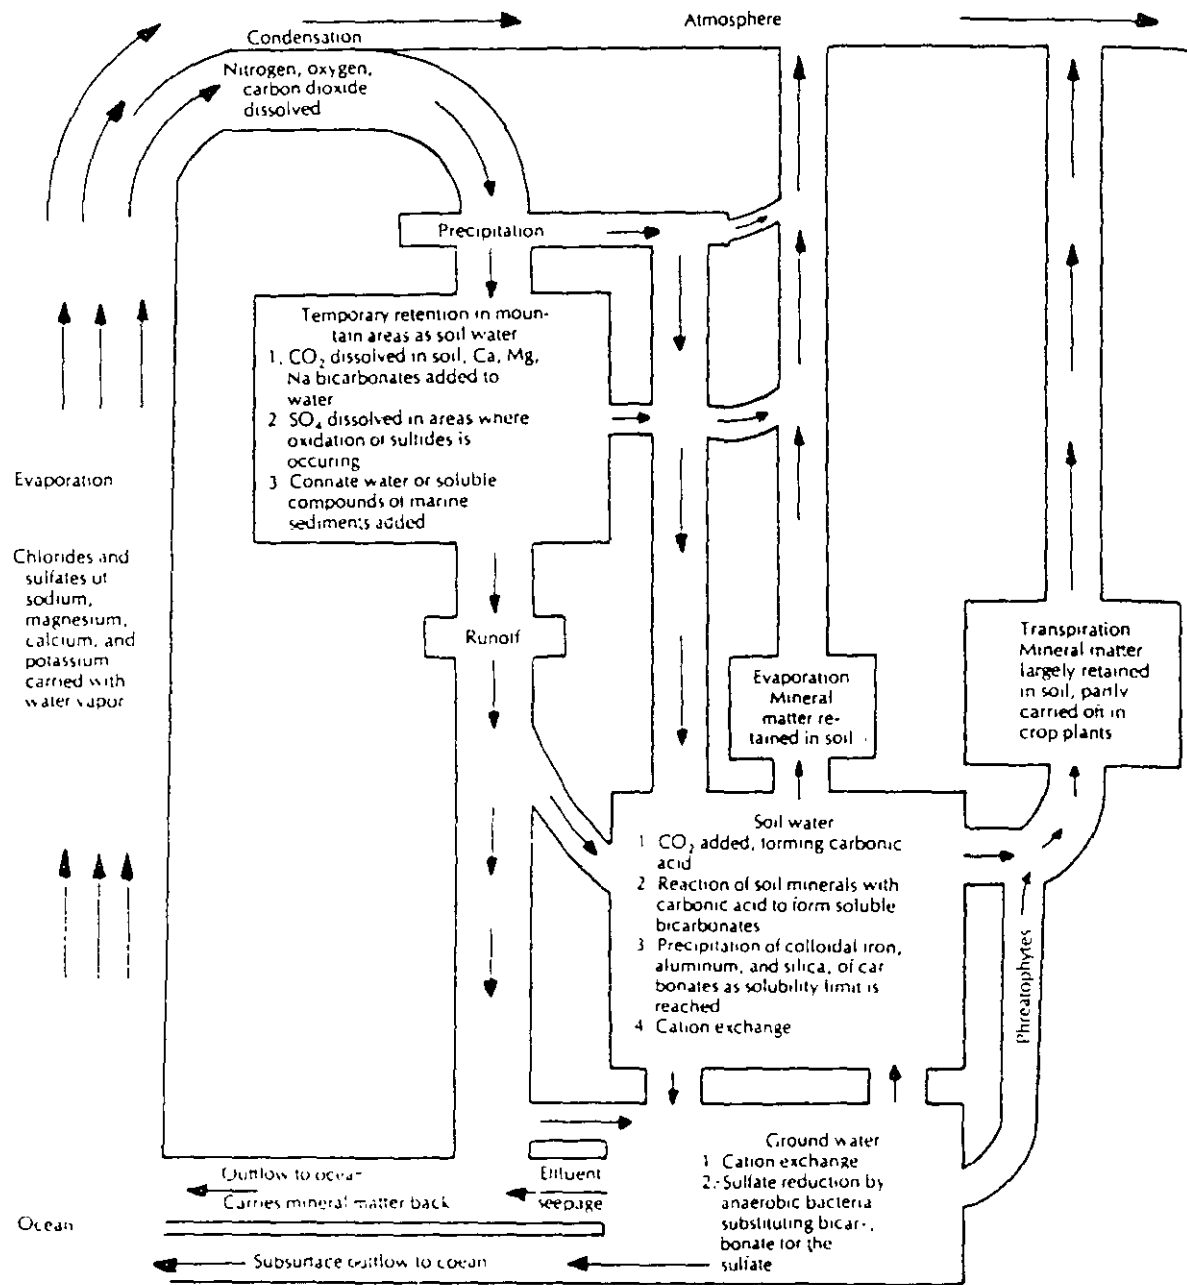 Atmosphere
Condensation
Nitrogen, oxygen,
carbon dioxide
dissolved
Precipitation
Temporary retention in moun-
tain areas as soil water
1. CO₂ dissolved in soil, Ca, Mg,
Na bicarbonates added to
water
2 SO₄ dissolved in areas where
oxidation of sulfides is
occuring
3 Connate water or soluble
compounds of marine
sediments added
Evaporation
Chlorides and
sulfates of
sodium,
magnesium,
calcium, and
potassium
carried with
water vapor
Runoff
Evaporation
Mineral
matter re-
tained in soil
Transpiration
Mineral matter
largely retained
in soil, partly
carried off in
crop plants
Soil water
1 CO₂ added, forming carbonic
acid
2 Reaction of soil minerals with
carbonic acid to form soluble
bicarbonates
3 Precipitation of colloidal iron,
aluminum, and silica, of car
bonates as solubility limit is
reached
4 Cation exchange
Phreatophytes
Ground water
1 Cation exchange
2. Sulfate reduction by
anaerobic bacteria
substituting bicar-
bonate for the
sulfate
Outflow to ocean
Carries mineral matter back
Effluent
seepage
Ocean
Subsurface outflow to ocean